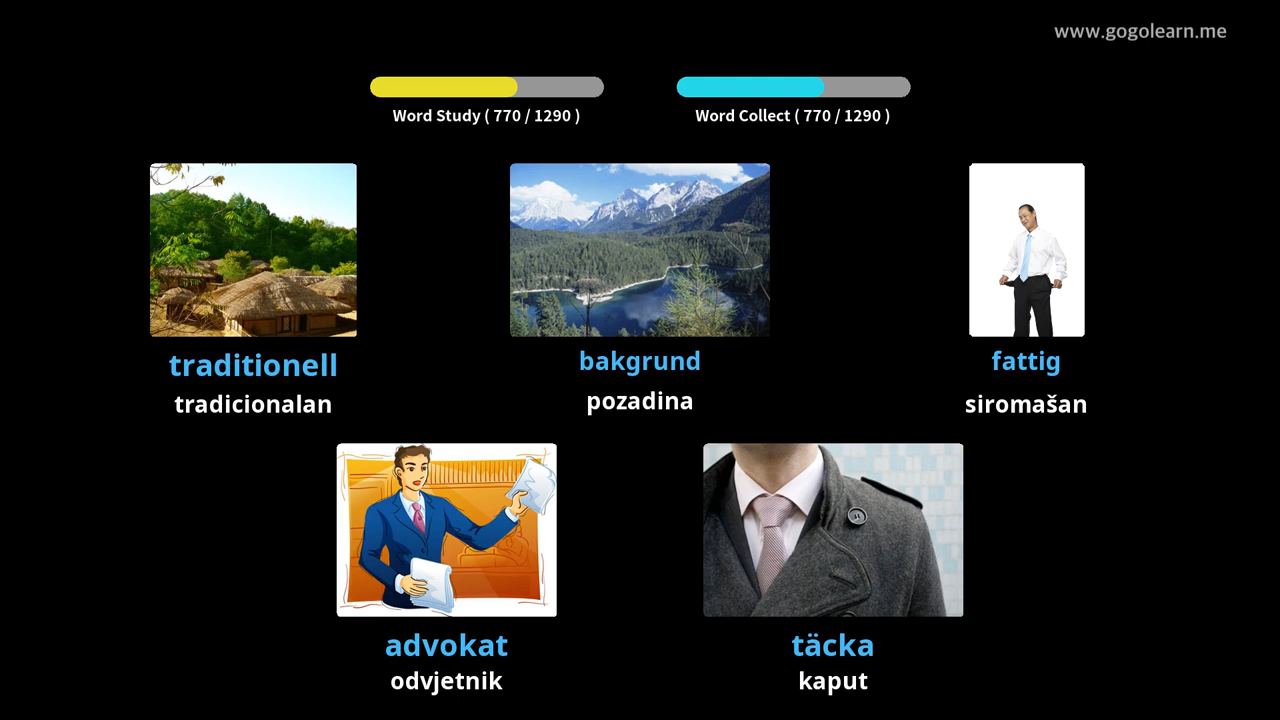 www.gogolearn.me
Word Study ( 770 / 1290 )
Word Collect ( 770 / 1290 )
traditionell
tradicionalan
bakgrund
pozadina
fattig
siromašan
advokat
odvjetnik
täcka
kaput